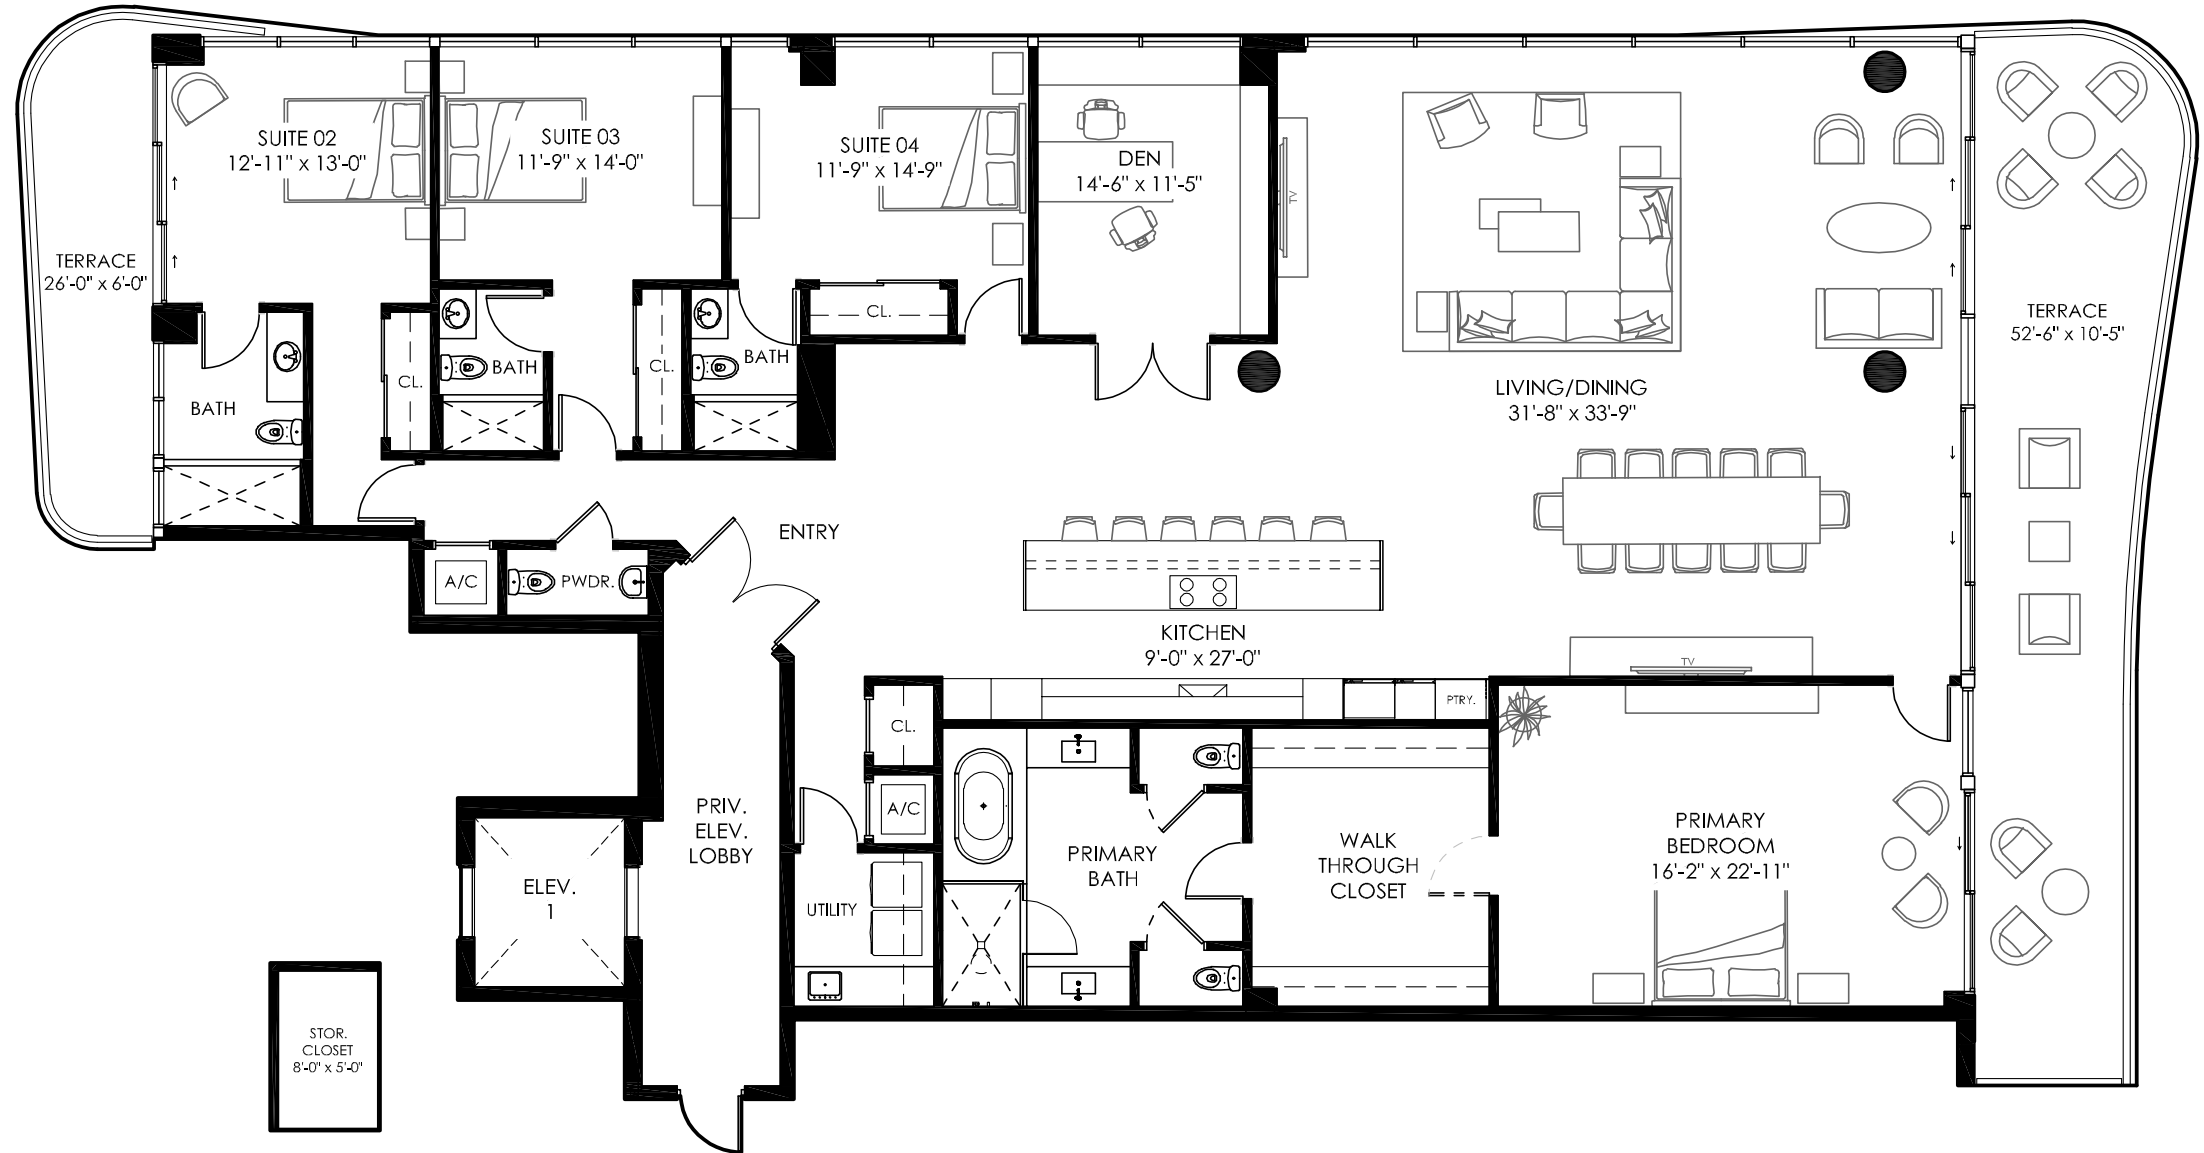 SUITE 02
12'-11" x 13'-0"
SUITE 03
11'-9" x 14'-0"
SUITE 04
11'-9" x 14'-9"
DEN
14'-6" x 11'-5"
TV
TERRACE
26'-0" x 6'-0"
TERRACE
52'-6" x 10'-5"
CL.
BATH
CL.
BATH
CL.
BATH
CL.
LIVING/DINING
31'-8" x 33'-9"
ENTRY
A/C
PWDR.
KITCHEN
9'-0" x 27'-0"
TV
PTRY.
CL.
A/C
PRIV.
ELEV.
LOBBY
ELEV.
1
UTILITY
PRIMARY
BATH
WALK
THROUGH
CLOSET
PRIMARY
BEDROOM
16'-2" x 22'-11"
STOR.
CLOSET
8'-0" x 5'-0"